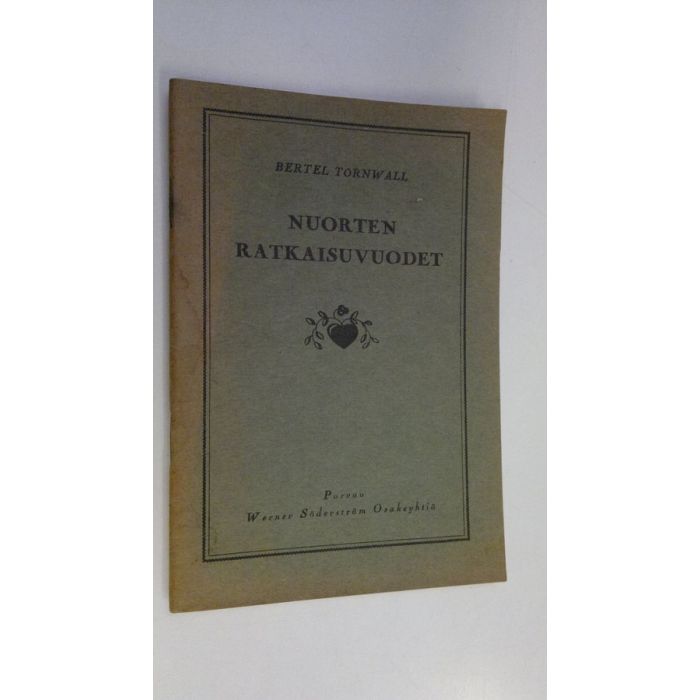 BERTEL TORNWALL
NUORTEN
RATKAISUVUODET
Porvoo
Werner Söderström Osakeyhtiö